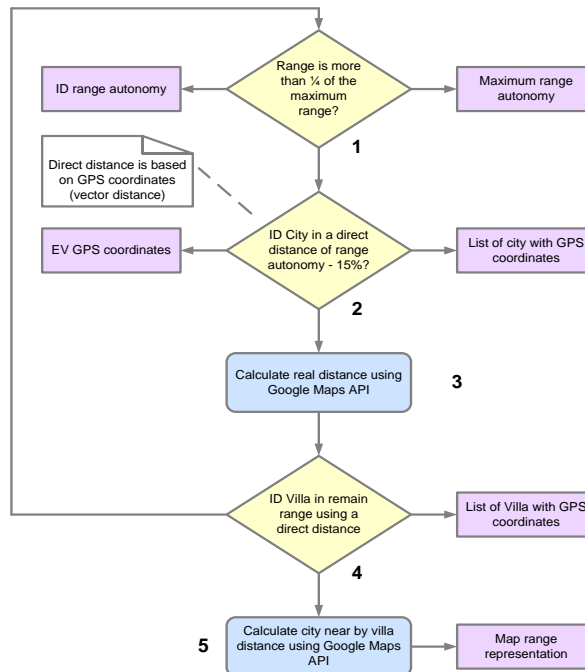 Range is more
than ¼ of the
maximum
range?
ID range autonomy
Maximum range
autonomy
1
Direct distance is based
on GPS coordinates
(vector distance)
ID City in a direct
distance of range
autonomy - 15%?
EV GPS coordinates
List of city with GPS
coordinates
2
Calculate real distance using
Google Maps API
3
ID Villa in remain
range using a
direct distance
List of Villa with GPS
coordinates
4
5
Calculate city near by villa
distance using Google Maps
API
Map range
representation